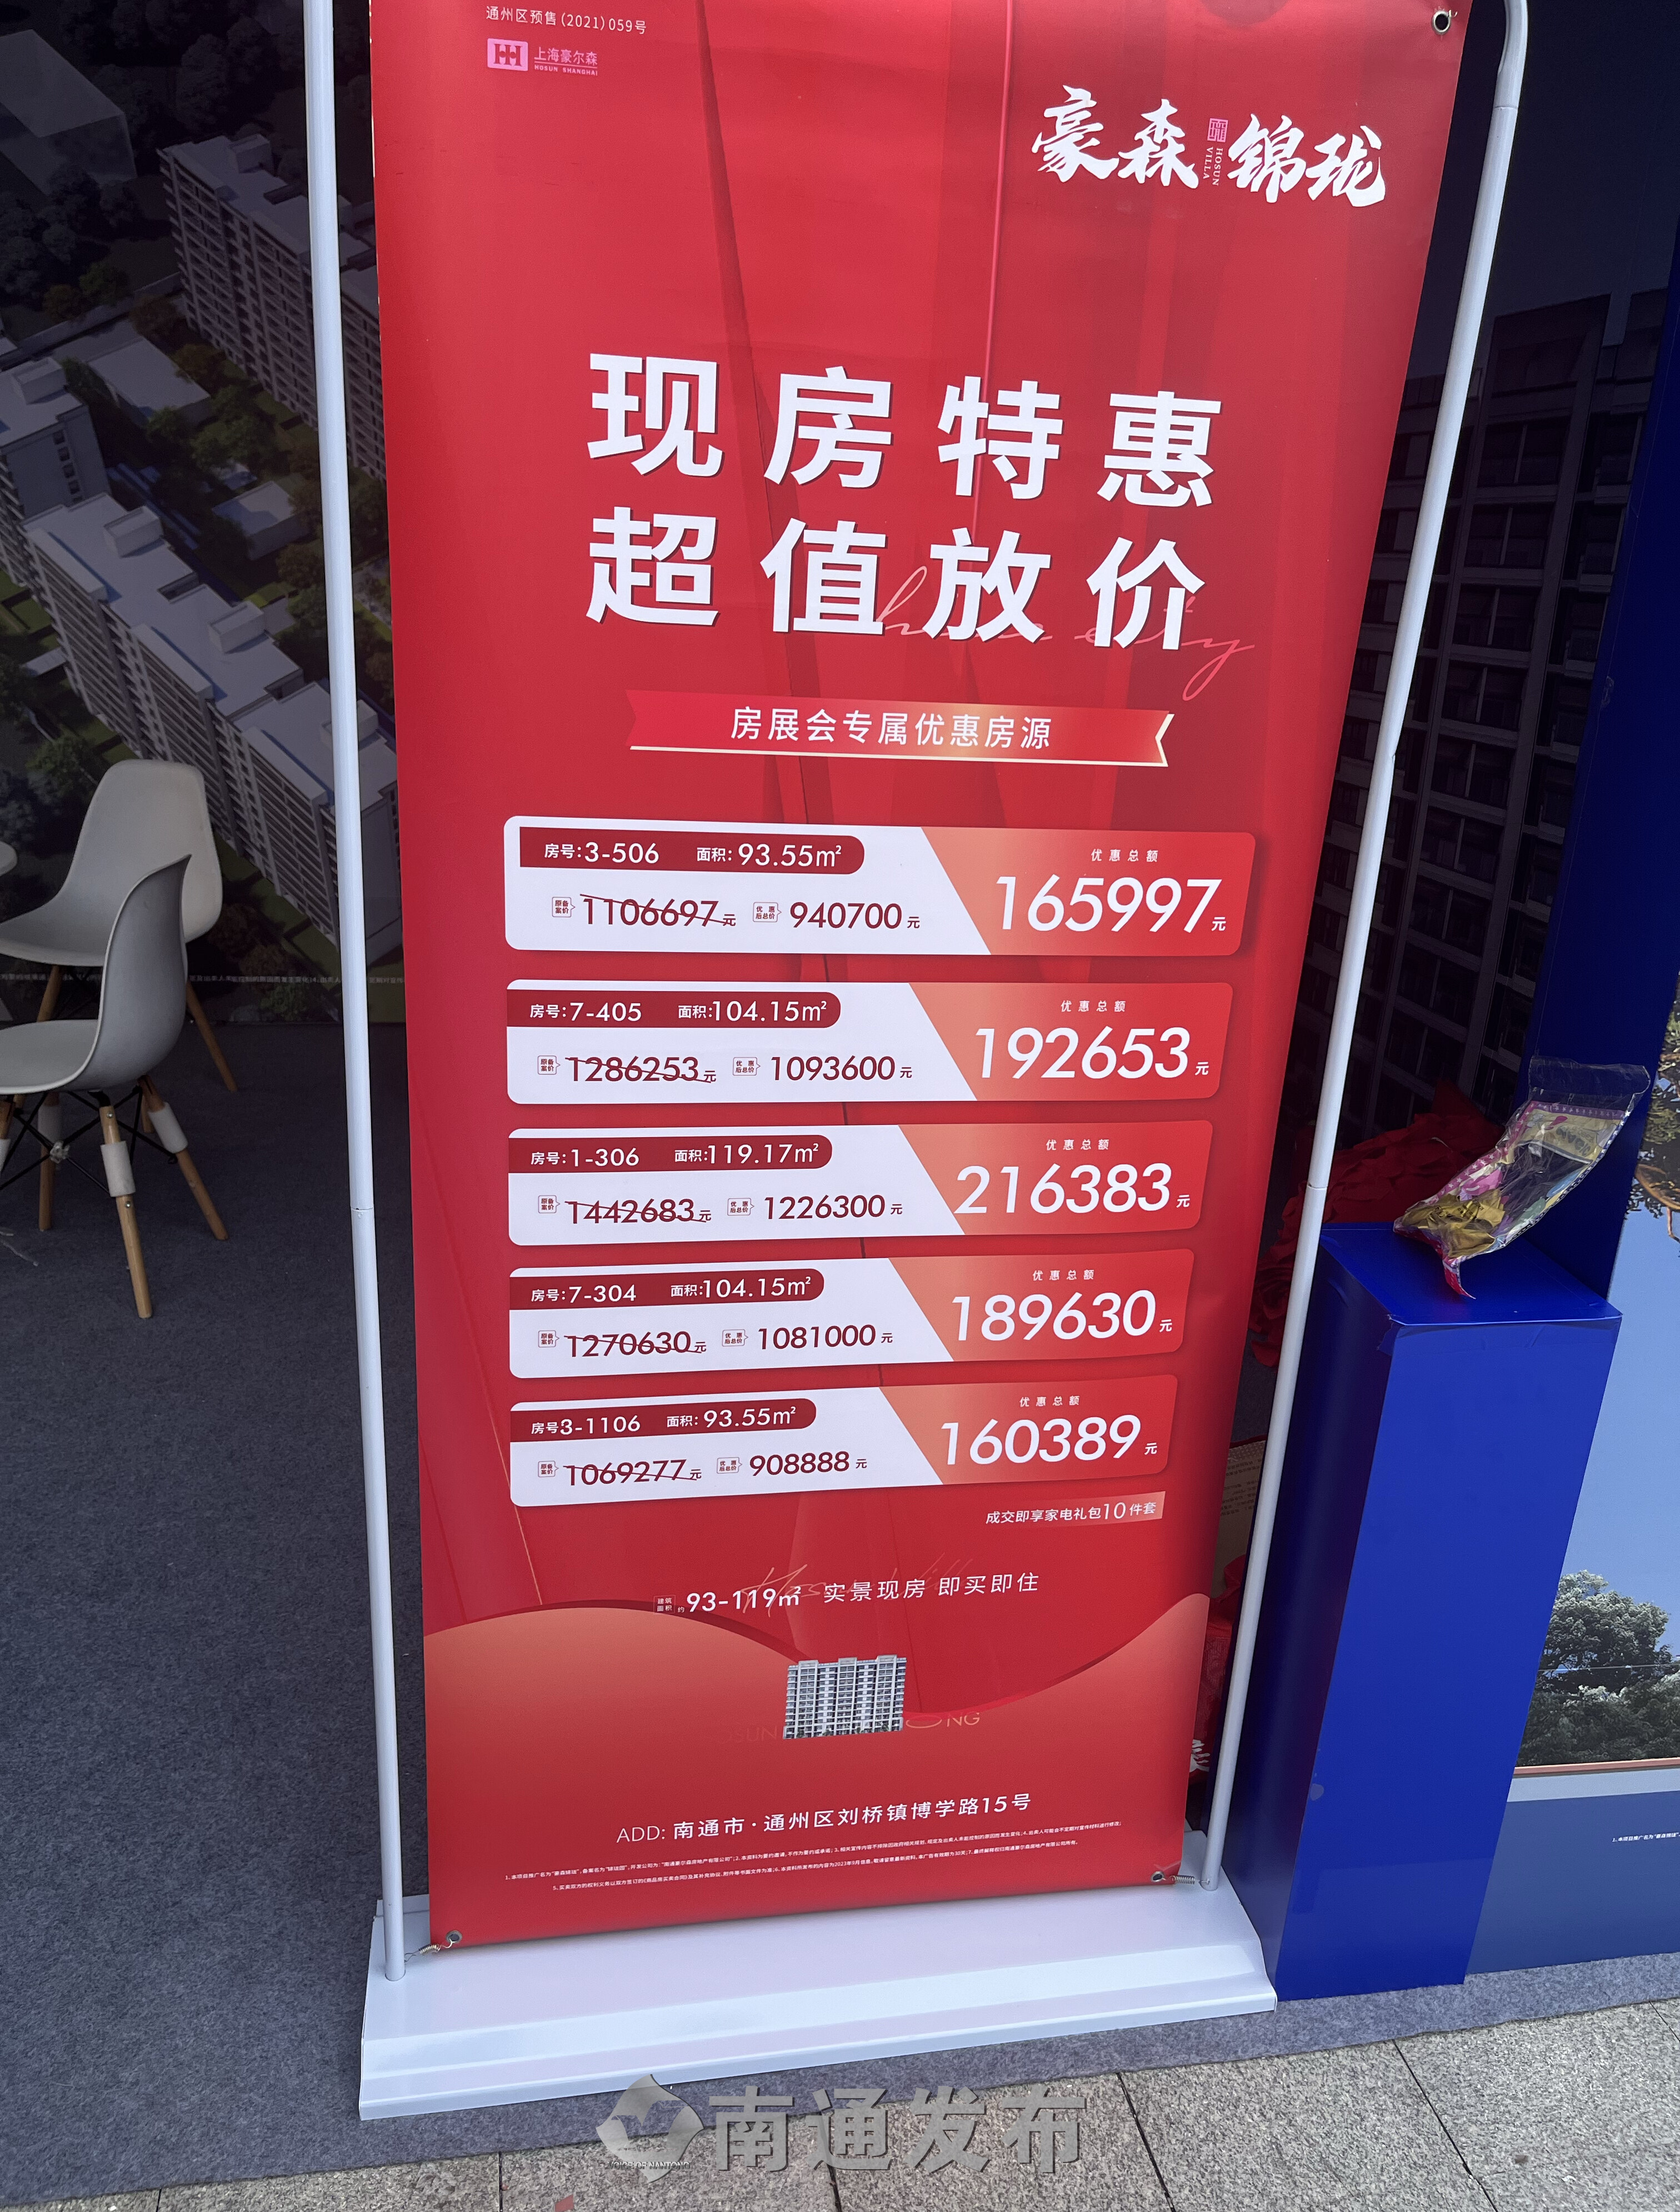 通州区预售(2021)059号
上海豪尔森
HOSUN SHANGHAI
豪森 锦珑
HOSUN VILLA
现房特惠
超值放价
房展会专属优惠房源
房号:3-506 面积:93.55m²
优惠总额
原备案价 1106697元 优惠后总价 940700元
165997元
房号:7-405 面积:104.15m²
优惠总额
原备案价 1286253元 优惠后总价 1093600元
192653元
房号:1-306 面积:119.17m²
优惠总额
原备案价 1442683元 优惠后总价 1226300元
216383元
房号:7-304 面积:104.15m²
优惠总额
原备案价 1270630元 优惠后总价 1081000元
189630元
房号3-1106 面积:93.55m²
优惠总额
原备案价 1069277元 优惠后总价 908888元
160389元
成交即享家电礼包10件套
建筑面积 约93-119m² 实景现房 即买即住
ADD: 南通市·通州区刘桥镇博学路15号
南通发布